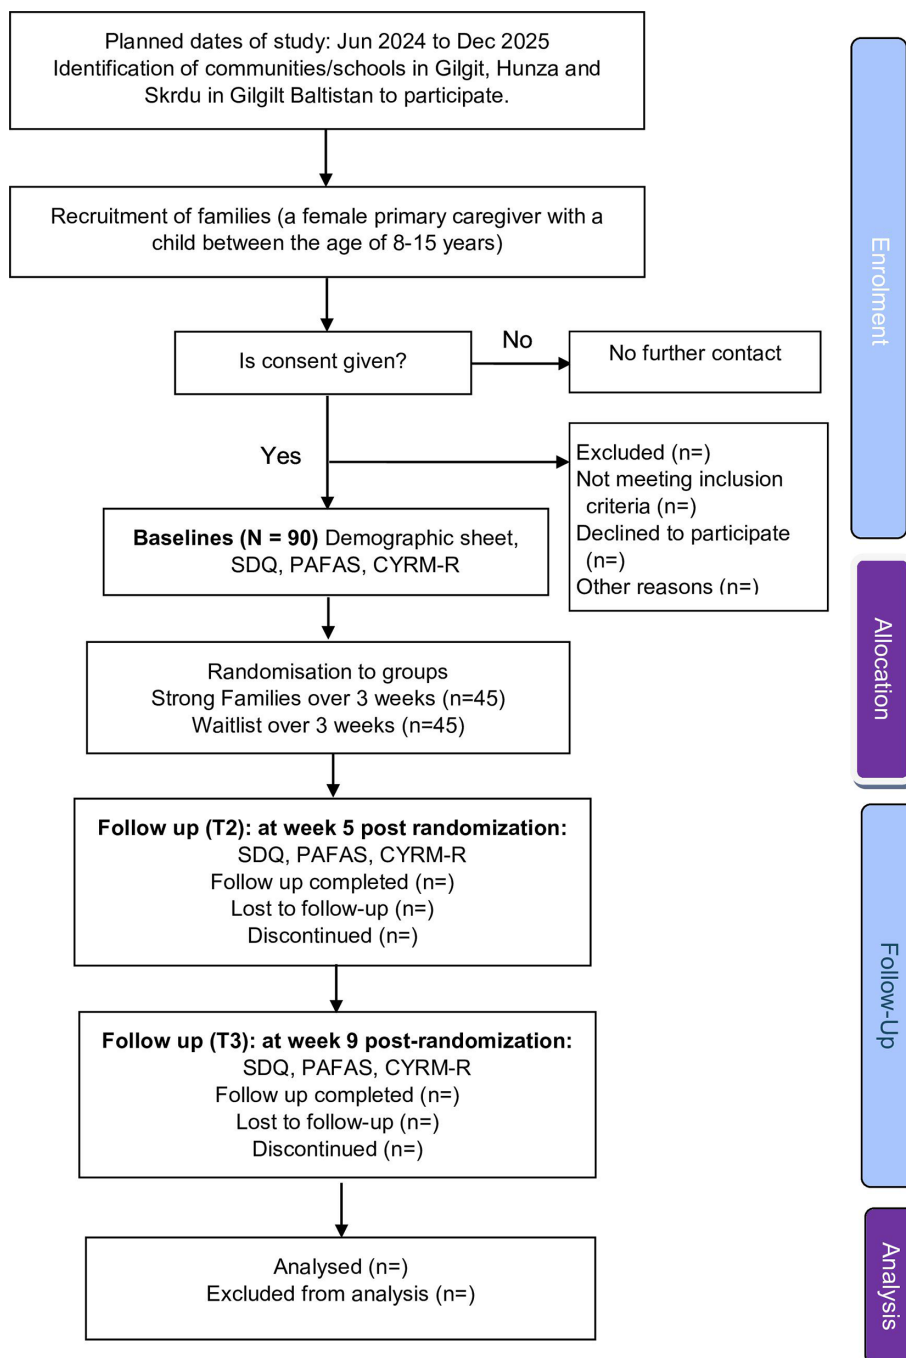 Planned dates of study: Jun 2024 to Dec 2025
Identification of communities/schools in Gilgit, Hunza and
Skrdu in Gilgilt Baltistan to participate.
Recruitment of families (a female primary caregiver with a
child between the age of 8-15 years)
Is consent given?
No
No further contact
Yes
Excluded (n=)
Not meeting inclusion
criteria (n=)
Declined to participate
(n=)
Other reasons (n=)
Baselines (N = 90) Demographic sheet,
SDQ, PAFAS, CYRM-R
Randomisation to groups
Strong Families over 3 weeks (n=45)
Waitlist over 3 weeks (n=45)
Follow up (T2): at week 5 post randomization:
SDQ, PAFAS, CYRM-R
Follow up completed (n=)
Lost to follow-up (n=)
Discontinued (n=)
Follow up (T3): at week 9 post-randomization:
SDQ, PAFAS, CYRM-R
Follow up completed (n=)
Lost to follow-up (n=)
Discontinued (n=)
Analysed (n=)
Excluded from analysis (n=)
Enrolment
Allocation
Follow-Up
Analysis